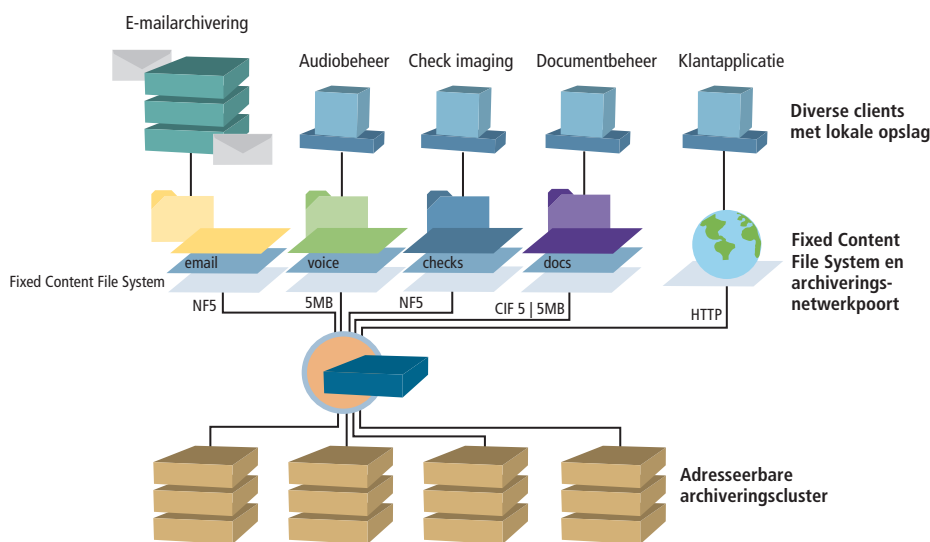 E-mailarchivering
Audiobeheer
Check imaging
Documentbeheer
Klantapplicatie
Diverse clients
met lokale opslag
email
voice
checks
docs
Fixed Content File System
Fixed Content
File System en
archiverings-
netwerkpoort
NF5
5MB
NF5
CIF 5 | 5MB
HTTP
Adresseerbare
archiveringscluster